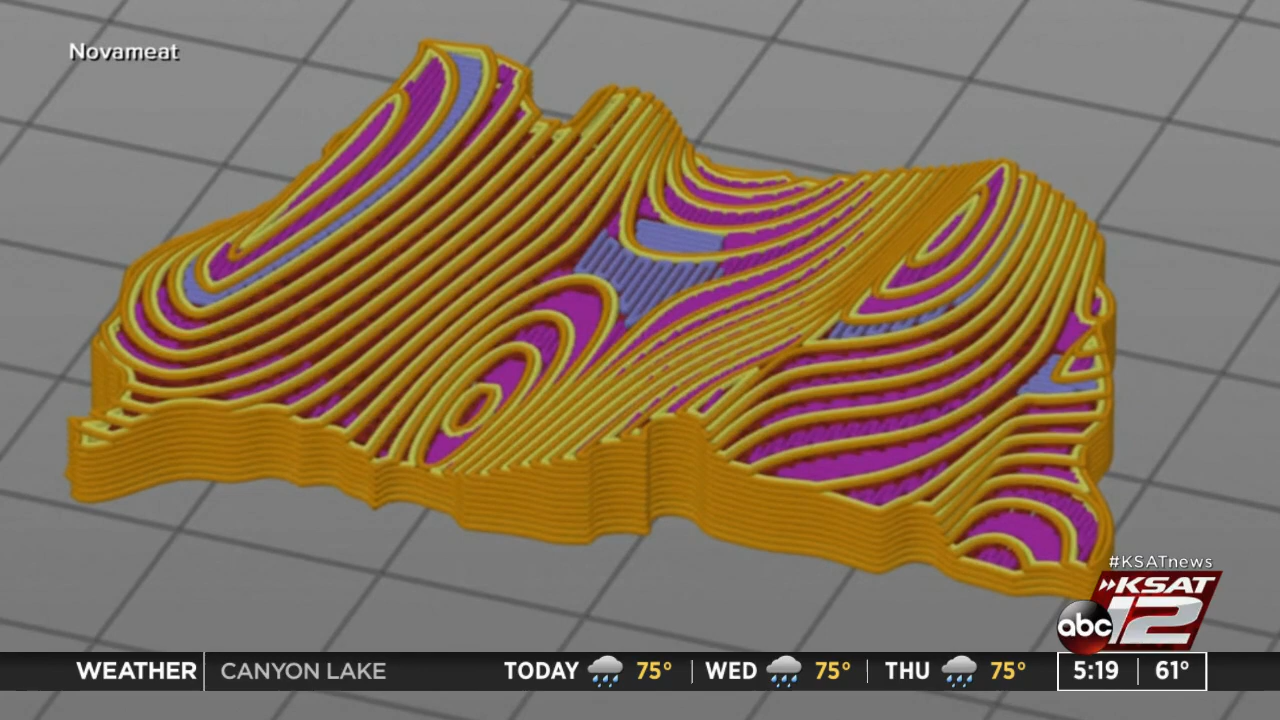 Novameat
#KSATnews
KSAT
abc 12
WEATHER CANYON LAKE TODAY 75° WED 75° THU 75° 5:19 61°